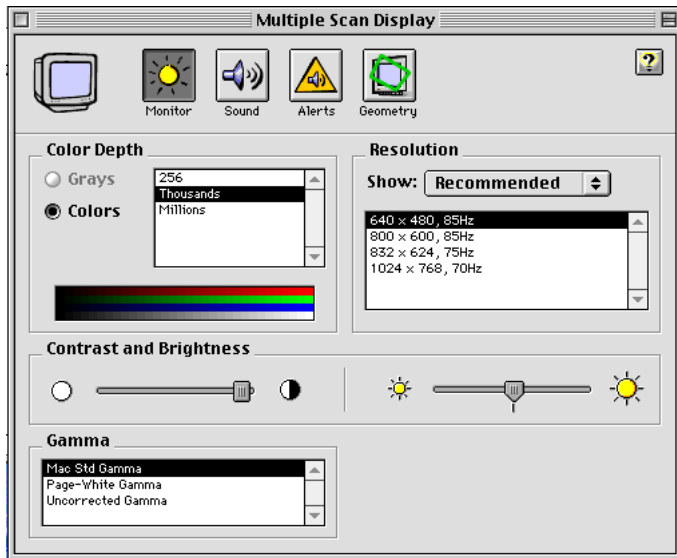 Multiple Scan Display
?
Monitor
Sound
Alerts
Geometry
Color Depth
Grays
Colors
256
Thousands
Millions
Resolution
Show: Recommended
640 x 480, 85Hz
800 x 600, 85Hz
832 x 624, 75Hz
1024 x 768, 70Hz
Contrast and Brightness
Gamma
Mac Std Gamma
Page-White Gamma
Uncorrected Gamma